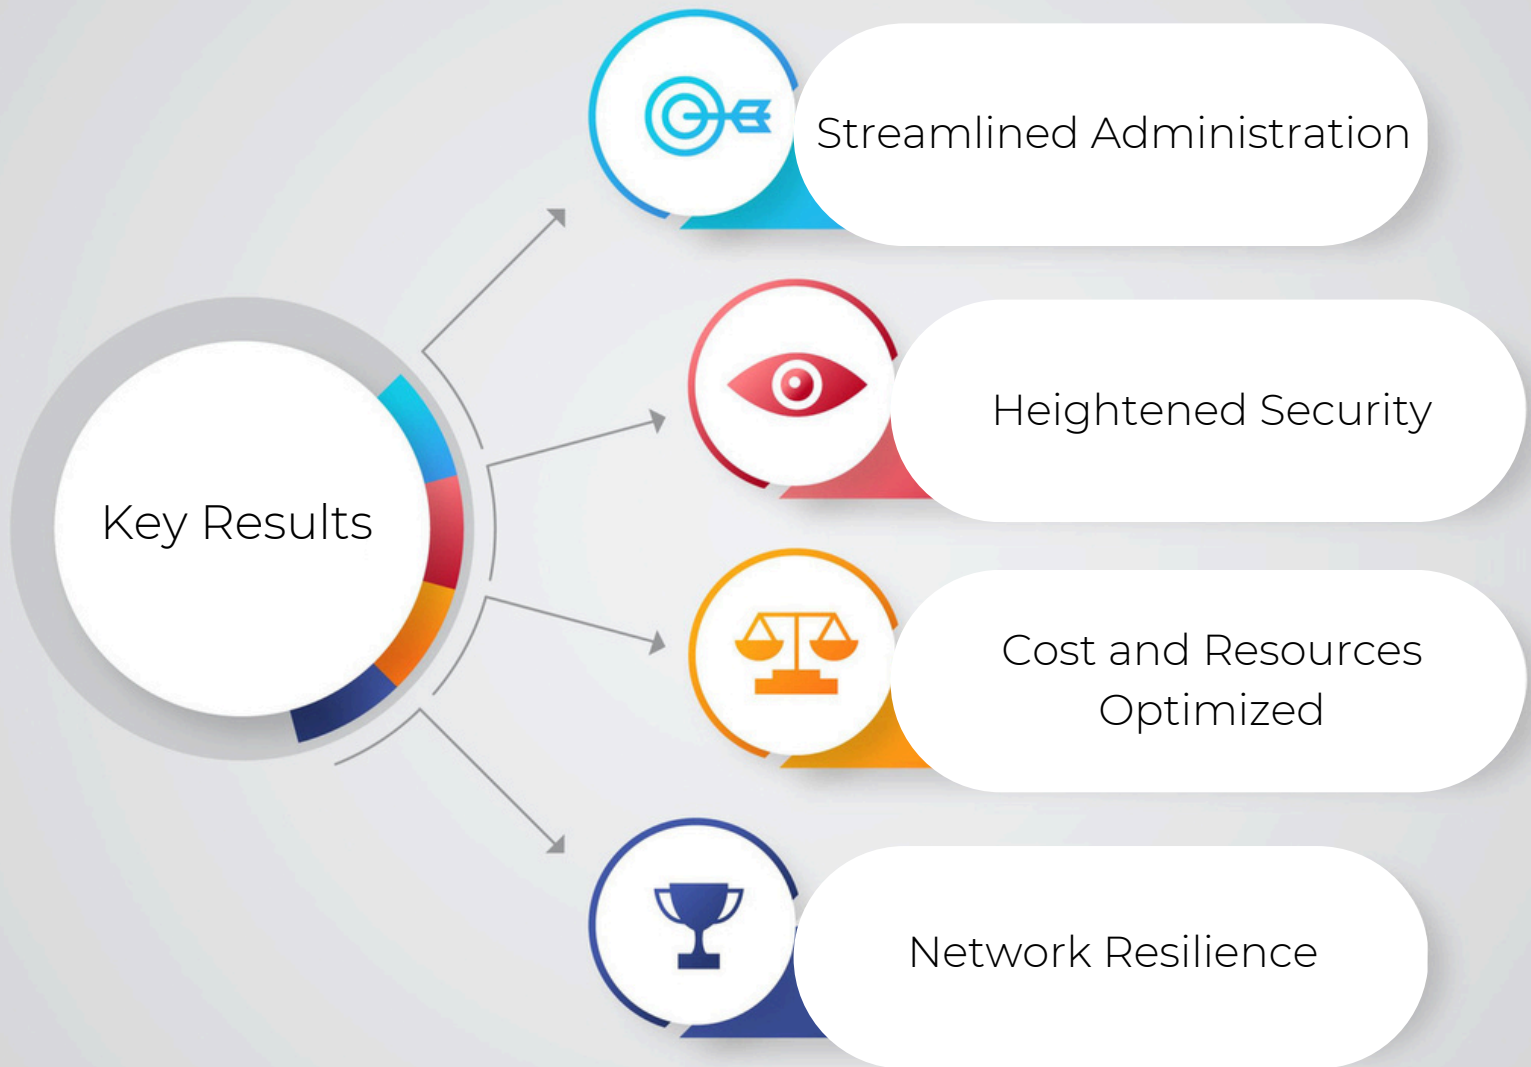 Key Results
Streamlined Administration
Heightened Security
Cost and Resources
Optimized
Network Resilience